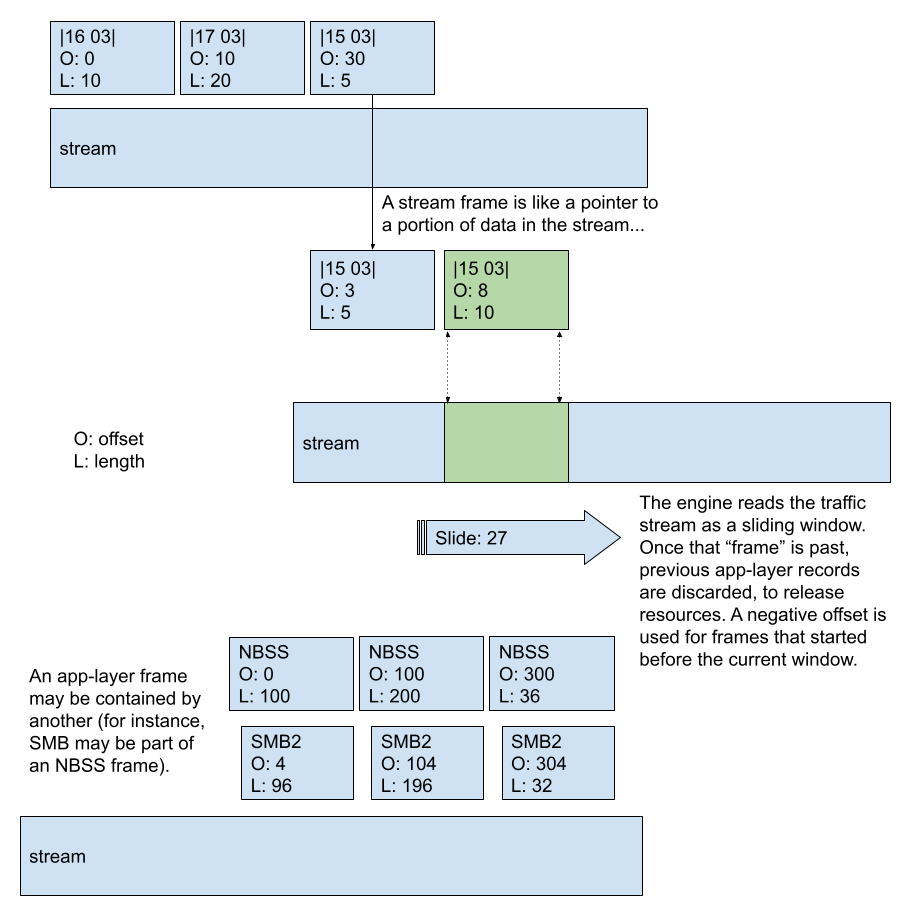 |16 03|
O: 0
L: 10
|17 03|
O: 10
L: 20
|15 03|
O: 30
L: 5
stream
A stream frame is like a pointer to
a portion of data in the stream...
|15 03|
O: 3
L: 5
|15 03|
O: 8
L: 10
O: offset
L: length
stream
Slide: 27
The engine reads the traffic
stream as a sliding window.
Once that “frame” is past,
previous app-layer records
are discarded, to release
resources. A negative offset is
used for frames that started
before the current window.
An app-layer frame
may be contained by
another (for instance,
SMB may be part of
an NBSS frame).
NBSS
O: 0
L: 100
NBSS
O: 100
L: 200
NBSS
O: 300
L: 36
SMB2
O: 4
L: 96
SMB2
O: 104
L: 196
SMB2
O: 304
L: 32
stream